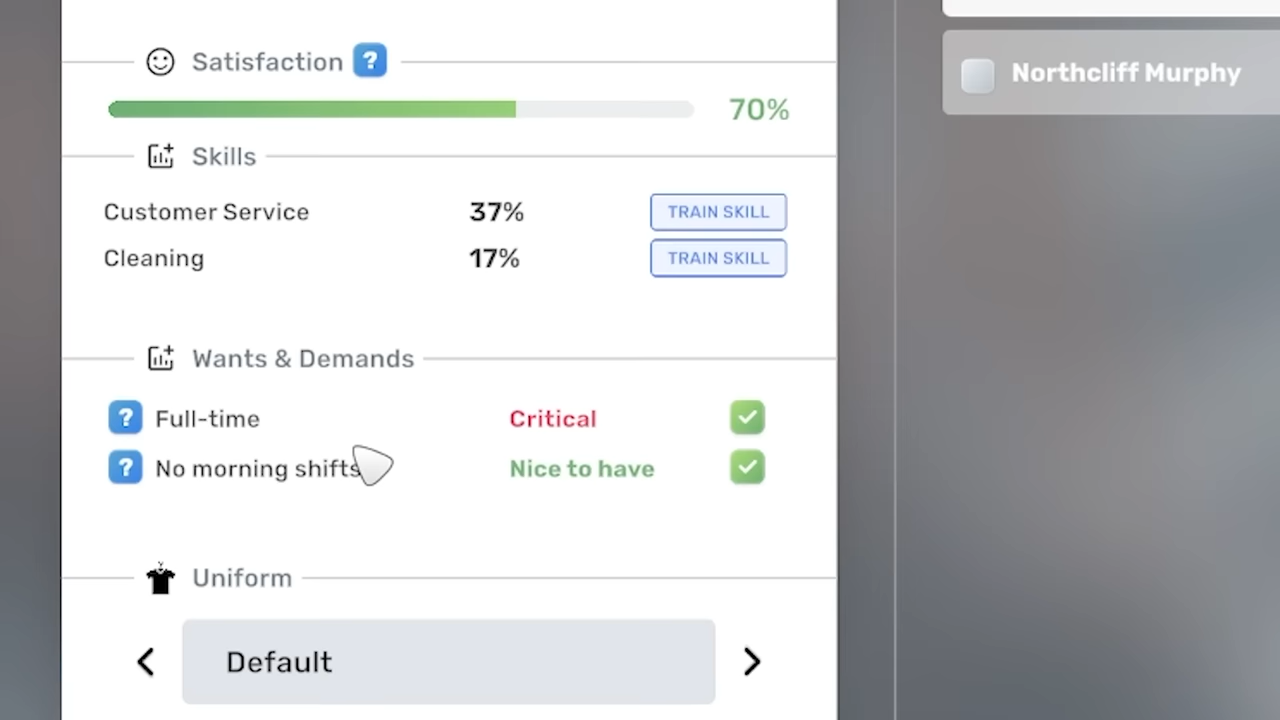 Satisfaction ?
70%
Skills
Customer Service 37% TRAIN SKILL
Cleaning 17% TRAIN SKILL
Wants & Demands
? Full-time Critical
? No morning shifts Nice to have
Uniform
Default
Northcliff Murphy